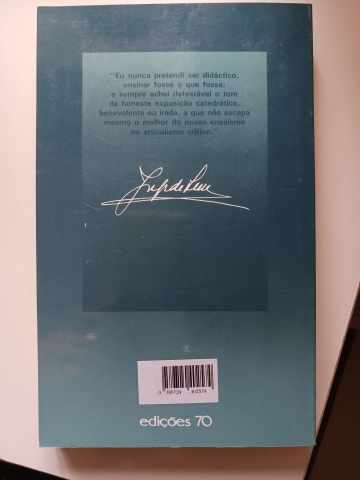 "Eu nunca pretendi ser didáctico,
ensinar fosse o que fosse;
e sempre achei detestável o tom
da honesta exposição catedrática,
benevolente ou irada, a que não escapa
mesmo o melhor do nosso ensaísmo
ou articulismo crítico."
edições 70